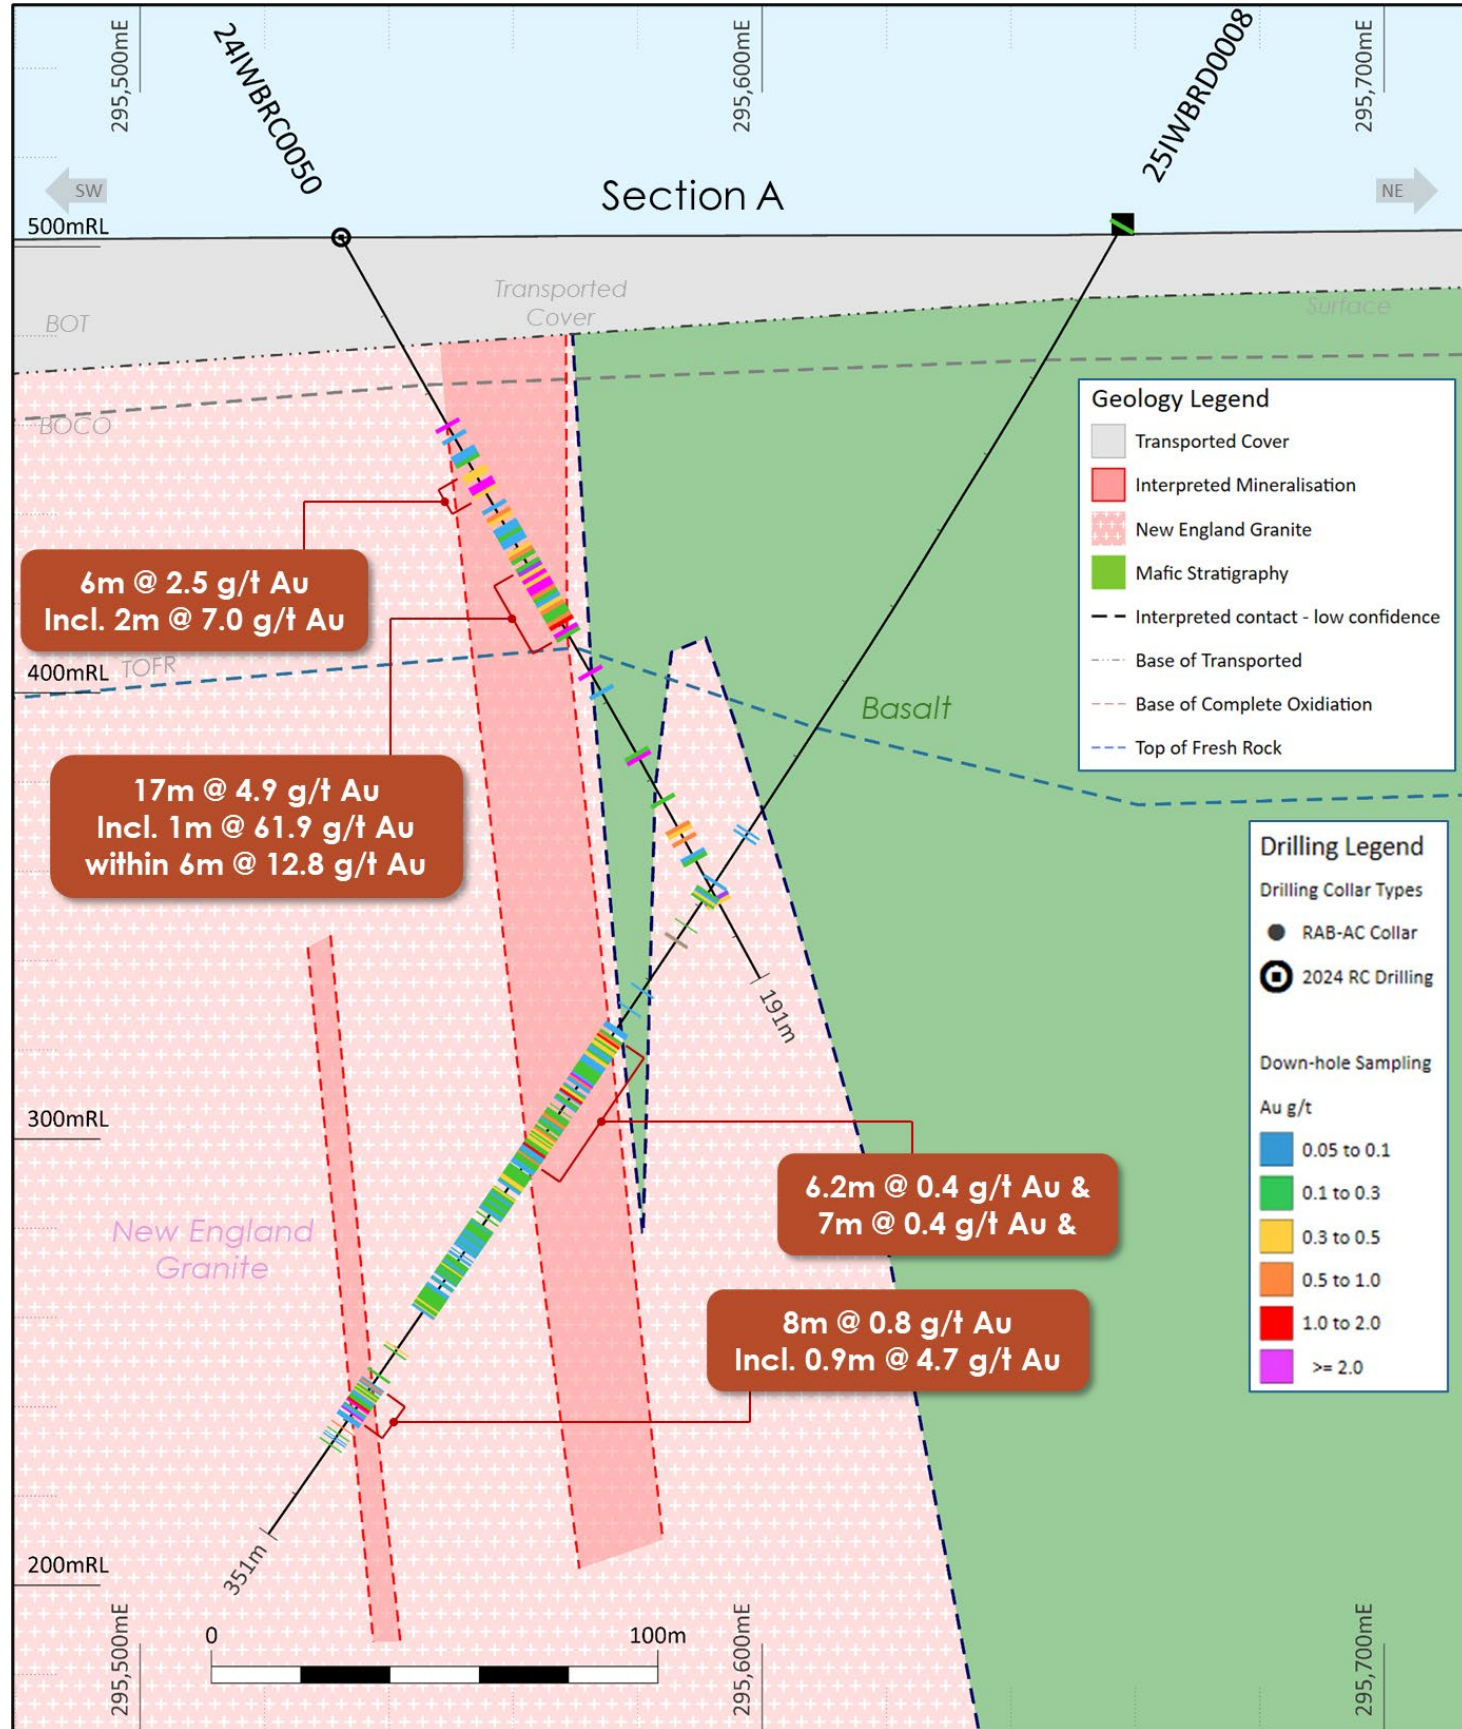 295,500mE
24IWBRC0050
295,600mE
25IWBRD0008
295,700mE
SW
Section A
NE
500mRL
Transported
Cover
BOT
Surface
BOCO
Geology Legend
Transported Cover
Interpreted Mineralisation
New England Granite
Mafic Stratigraphy
Interpreted contact - low confidence
Base of Transported
Base of Complete Oxidiation
Top of Fresh Rock
6m @ 2.5 g/t Au
Incl. 2m @ 7.0 g/t Au
400mRL
TOFR
Basalt
17m @ 4.9 g/t Au
Incl. 1m @ 61.9 g/t Au
within 6m @ 12.8 g/t Au
Drilling Legend
Drilling Collar Types
RAB-AC Collar
2024 RC Drilling
Down-hole Sampling
Au g/t
0.05 to 0.1
0.1 to 0.3
0.3 to 0.5
0.5 to 1.0
1.0 to 2.0
>= 2.0
191m
300mRL
6.2m @ 0.4 g/t Au &
7m @ 0.4 g/t Au &
New England
Granite
8m @ 0.8 g/t Au
Incl. 0.9m @ 4.7 g/t Au
351m
200mRL
0
100m
295,500mE
295,600mE
295,700mE